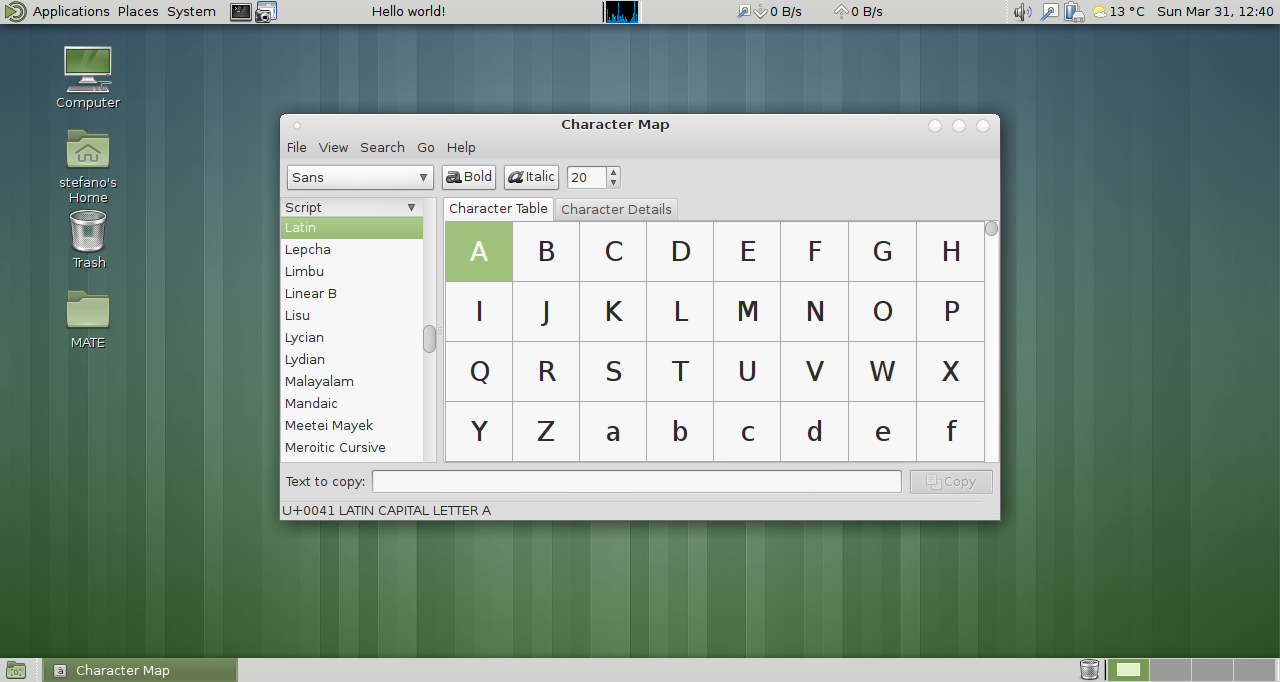 Applications Places System Hello world! 0 B/s 0 B/s 13 °C Sun Mar 31, 12:40
Computer
stefano's
Home
Trash
MATE
Character Map
File View Search Go Help
Sans a Bold a Italic 20
Script
Latin
Lepcha
Limbu
Linear B
Lisu
Lycian
Lydian
Malayalam
Mandaic
Meetei Mayek
Meroitic Cursive
Character Table Character Details
A B C D E F G H
I J K L M N O P
Q R S T U V W X
Y Z a b c d e f
Text to copy: Copy
U+0041 LATIN CAPITAL LETTER A
a Character Map